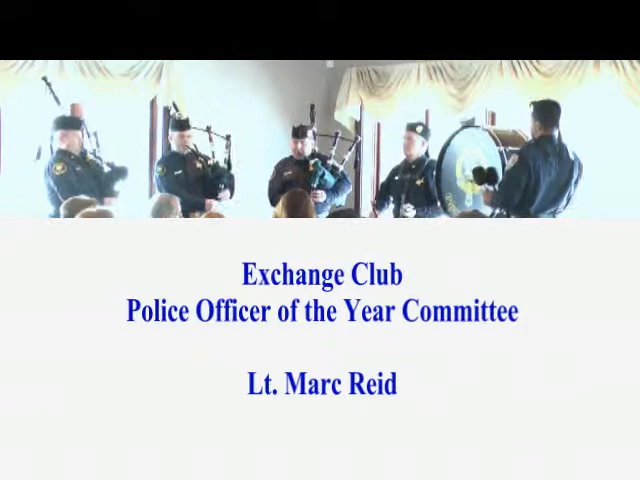 Exchange Club
Police Officer of the Year Committee
Lt. Marc Reid